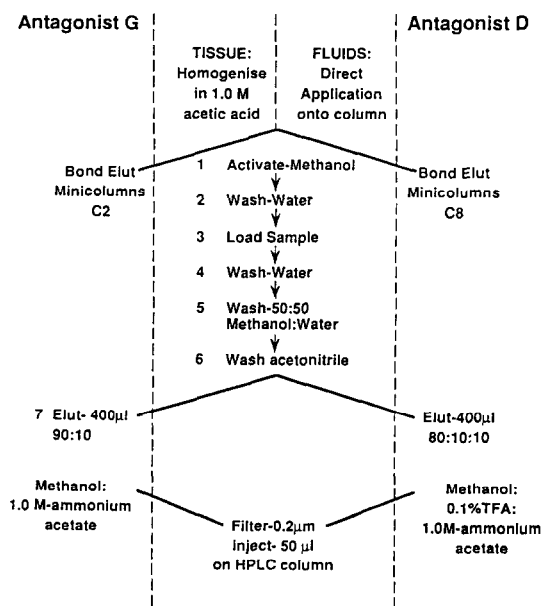 Antagonist G
Antagonist D
TISSUE:
Homogenise
in 1.0 M
acetic acid
FLUIDS:
Direct
Application
onto column
Bond Elut
Minicolumns
C2
1 Activate-Methanol
2 Wash-Water
3 Load Sample
4 Wash-Water
5 Wash-50:50
Methanol:Water
6 Wash acetonitrile
Bond Elut
Minicolumns
C8
7 Elut- 400µl
90:10
Elut-400µl
80:10:10
Methanol:
1.0 M-ammonium
acetate
Methanol:
0.1%TFA:
1.0M-ammonium
acetate
Filter-0.2µm
inject- 50 µl
on HPLC column